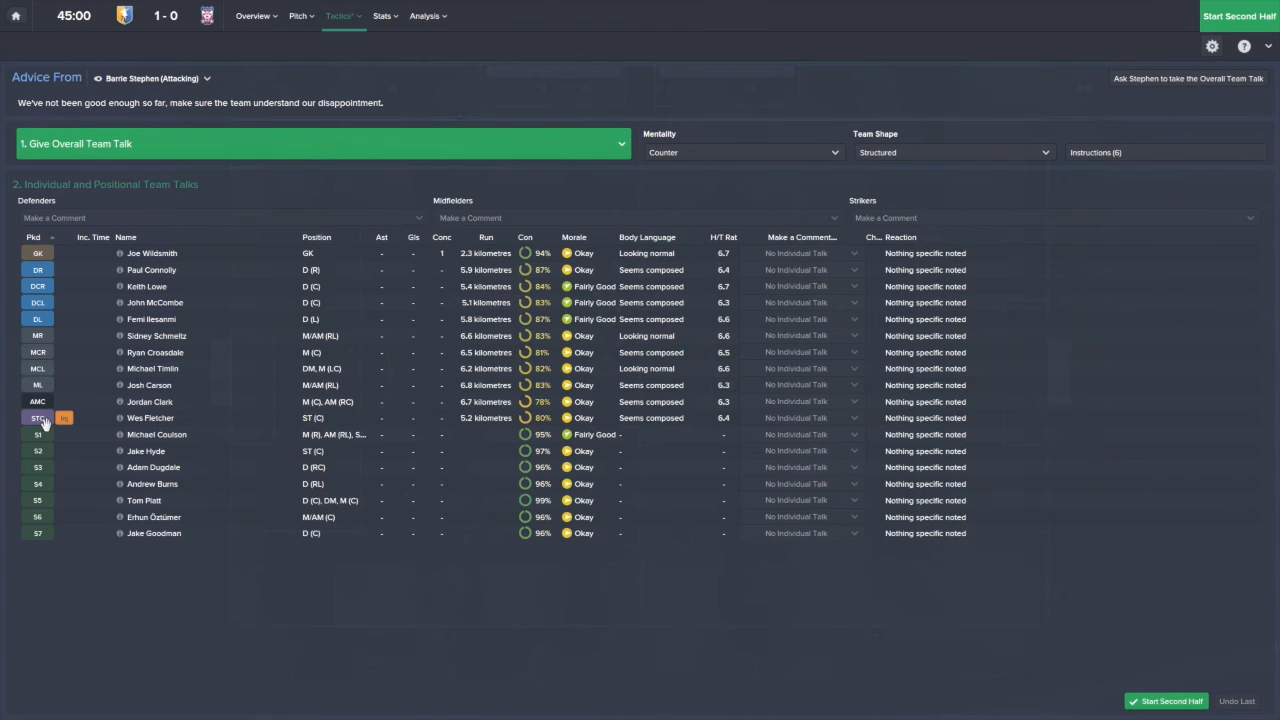 45:00 1 - 0 Overview Pitch Tactics* Stats Analysis Start Second Half
Advice From Barrie Stephen (Attacking) Ask Stephen to take the Overall Team Talk
We've not been good enough so far, make sure the team understand our disappointment.
1. Give Overall Team Talk
Mentality Team Shape
Counter Structured Instructions (6)
2. Individual and Positional Team Talks
Defenders Midfielders Strikers
Make a Comment Make a Comment Make a Comment
Pkd Inc. Time Name Position Ast Gls Conc Run Con Morale Body Language H/T Rat Make a Comment... Ch... Reaction
GK Joe Wildsmith GK - - 1 2.3 kilometres 94% Okay Looking normal 6.7 No Individual Talk Nothing specific noted
DR Paul Connolly D (R) - - - 5.9 kilometres 87% Okay Seems composed 6.4 No Individual Talk Nothing specific noted
DCR Keith Lowe D (C) - - - 5.4 kilometres 84% Fairly Good Seems composed 6.7 No Individual Talk Nothing specific noted
DCL John McCombe D (C) - - - 5.1 kilometres 83% Fairly Good Seems composed 6.3 No Individual Talk Nothing specific noted
DL Femi Ilesanmi D (L) - - - 5.8 kilometres 87% Fairly Good Seems composed 6.6 No Individual Talk Nothing specific noted
MR Sidney Schmeltz M/AM (RL) - - - 6.6 kilometres 83% Okay Looking normal 6.4 No Individual Talk Nothing specific noted
MCR Ryan Croasdale M (C) - - - 6.5 kilometres 81% Okay Seems composed 6.5 No Individual Talk Nothing specific noted
MCL Michael Timlin DM, M (LC) - - - 6.2 kilometres 82% Okay Looking normal 6.6 No Individual Talk Nothing specific noted
ML Josh Carson M/AM (RL) - - - 6.8 kilometres 83% Okay Seems composed 6.3 No Individual Talk Nothing specific noted
AMC Jordan Clark M (C), AM (RC) - - - 6.7 kilometres 78% Okay Seems composed 6.3 No Individual Talk Nothing specific noted
STC Inj Wes Fletcher ST (C) - - - 5.2 kilometres 80% Okay Seems composed 6.4 No Individual Talk Nothing specific noted
S1 Michael Coulson M (R), AM (RL), S... - - - 95% Fairly Good - - No Individual Talk Nothing specific noted
S2 Jake Hyde ST (C) - - - 97% Okay - - No Individual Talk Nothing specific noted
S3 Adam Dugdale D (RC) - - - 96% Okay - - No Individual Talk Nothing specific noted
S4 Andrew Burns D (RL) - - - 96% Okay - - No Individual Talk Nothing specific noted
S5 Tom Platt D (C), DM, M (C) - - - 99% Okay - - No Individual Talk Nothing specific noted
S6 Erhun Öztümer M/AM (C) - - - 96% Okay - - No Individual Talk Nothing specific noted
S7 Jake Goodman D (C) - - - 96% Okay - - No Individual Talk Nothing specific noted
Start Second Half Undo Last